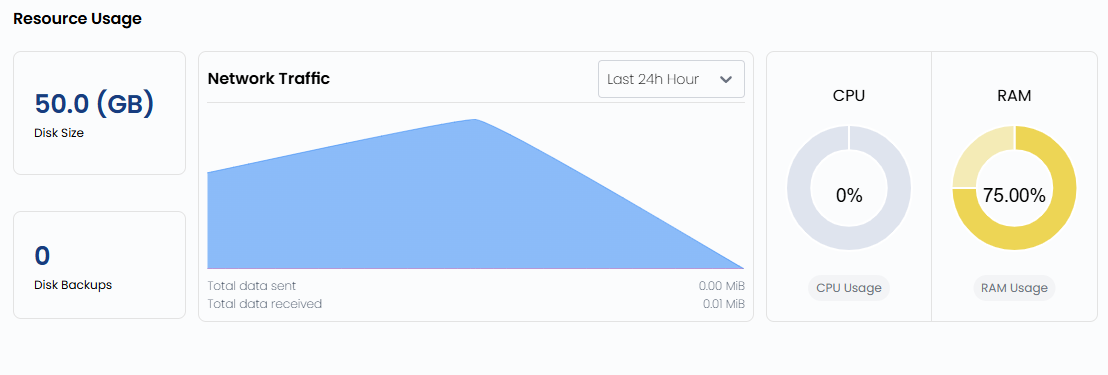 Resource Usage
50.0 (GB)
Disk Size
0
Disk Backups
Network Traffic
Last 24h Hour
Total data sent 0.00 MiB
Total data received 0.01 MiB
CPU
0%
CPU Usage
RAM
75.00%
RAM Usage